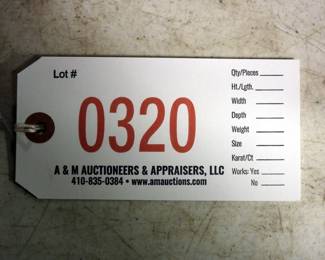 Lot #
0320
A & M AUCTIONEERS & APPRAISERS, LLC
410-835-0384 • www.amauctions.com
Qty/Pieces
Ht./Lgth.
Width
Depth
Weight
Size
Karat/Ct
Works: Yes
No